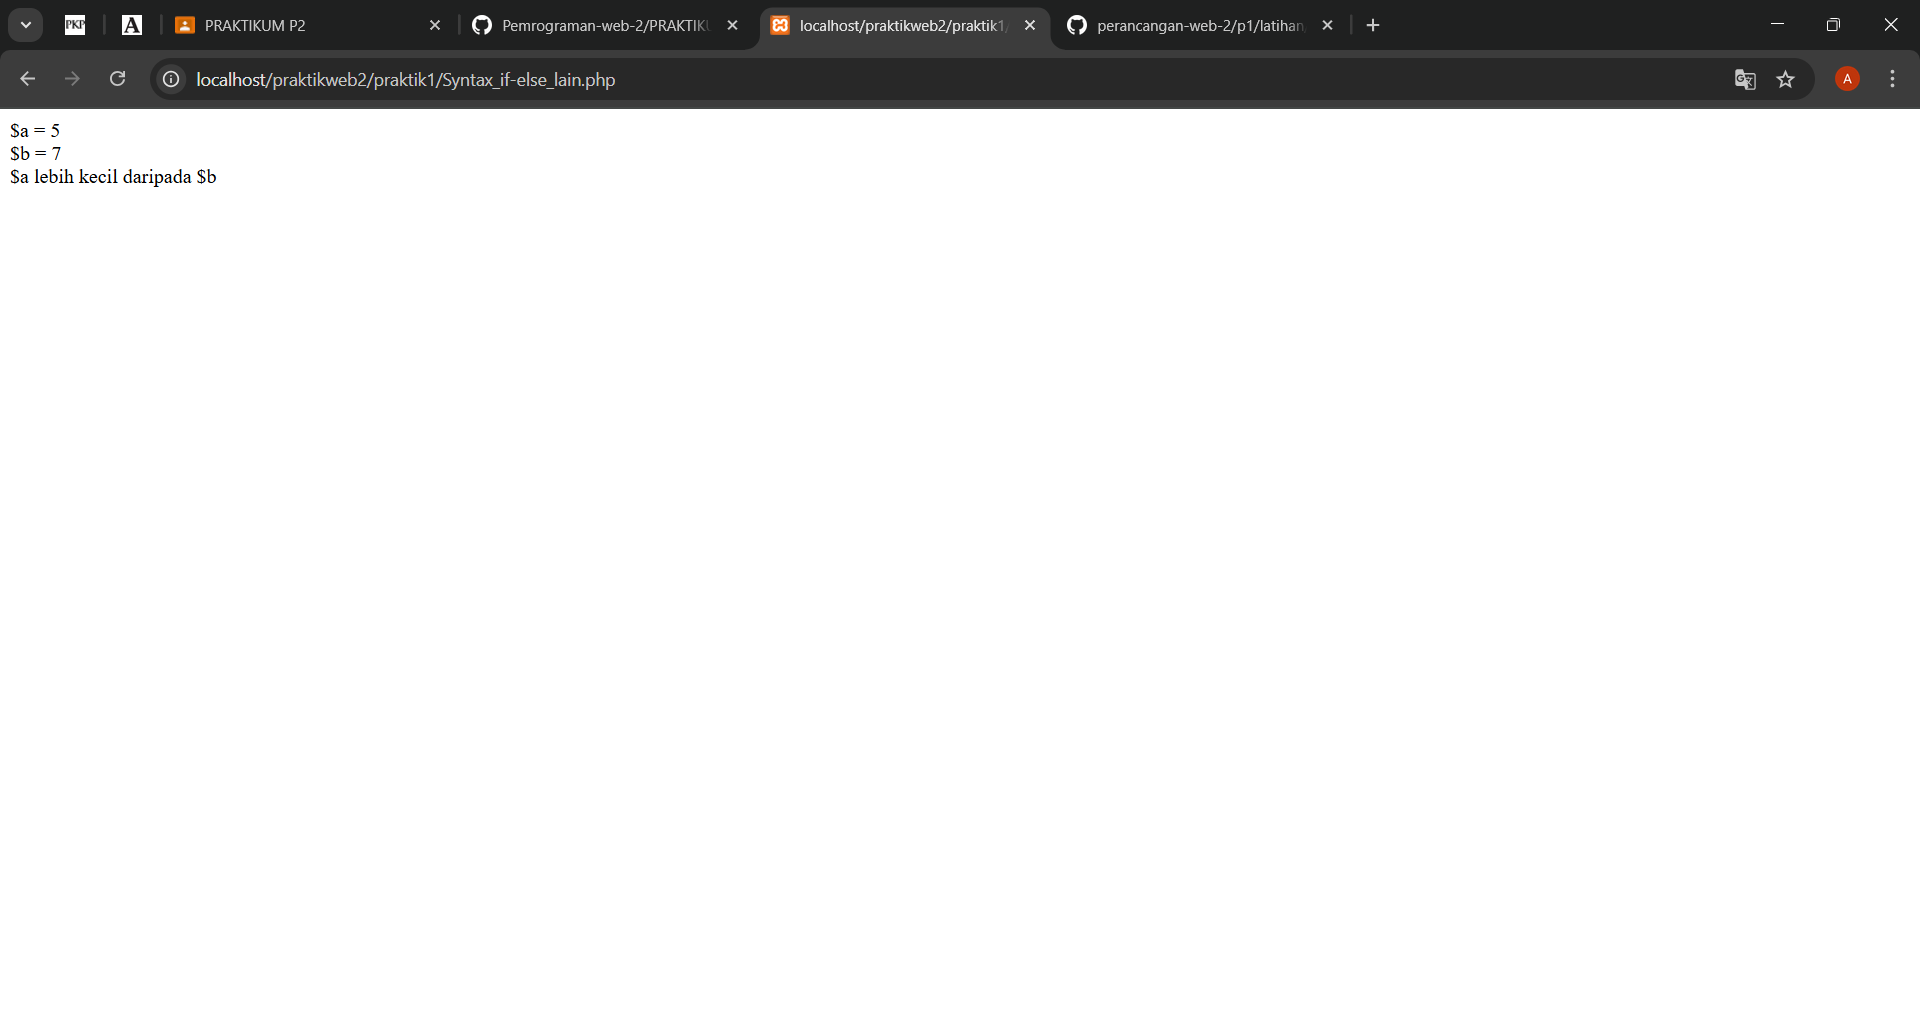 PKP
A
PRAKTIKUM P2
Pemrograman-web-2/PRAKTIK
localhost/praktikweb2/praktik1/
perancangan-web-2/p1/latihan
localhost/praktikweb2/praktik1/Syntax_if-else_lain.php
A
$a = 5
$b = 7
$a lebih kecil daripada $b